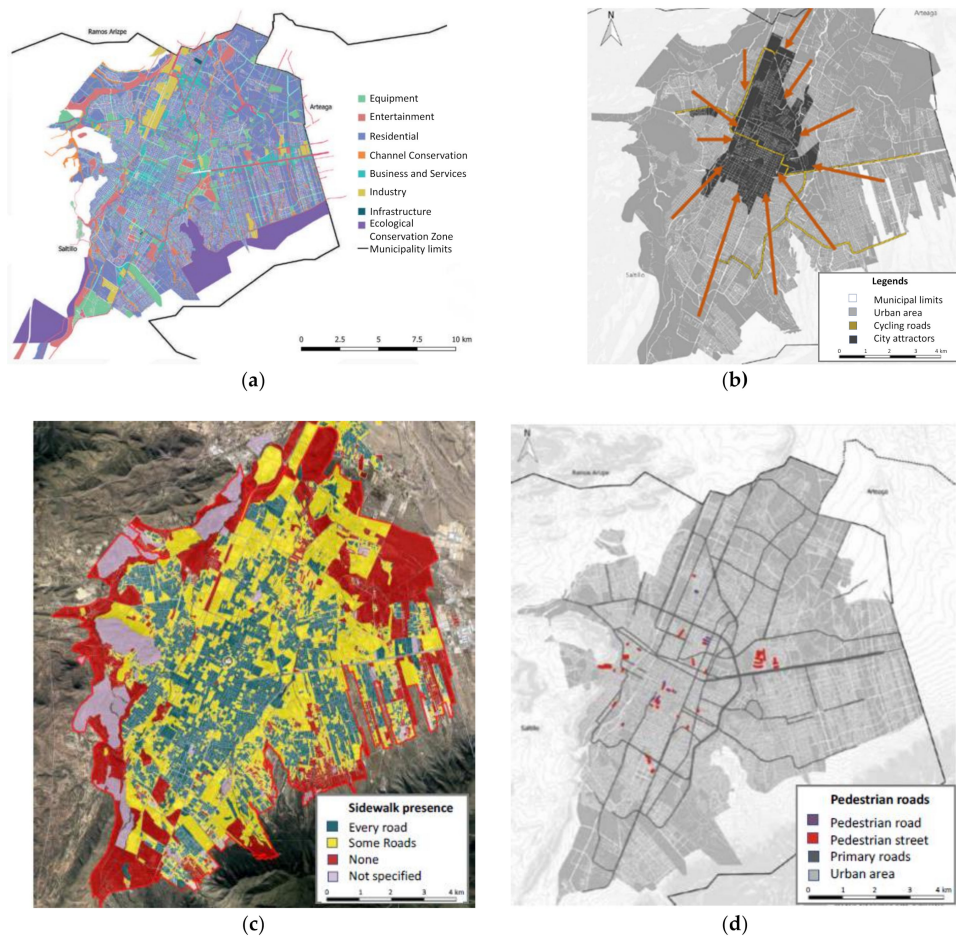 Ramos Arizpe
Arteaga
Saltillo
Equipment
Entertainment
Residential
Channel Conservation
Business and Services
Industry
Infrastructure
Ecological
Conservation Zone
Municipality limits
0 2.5 5 7.5 10 km
(a)
N
Arteaga
Saltillo
Legends
Municipal limits
Urban area
Cycling roads
City attractors
0 1 2 3 4 km
(b)
Sidewalk presence
Every road
Some Roads
None
Not specified
0 1 2 3 4 km
(c)
N
Ramos Arizpe
Arteaga
Saltillo
Pedestrian roads
Pedestrian road
Pedestrian street
Primary roads
Urban area
0 1 2 3 4 km
(d)